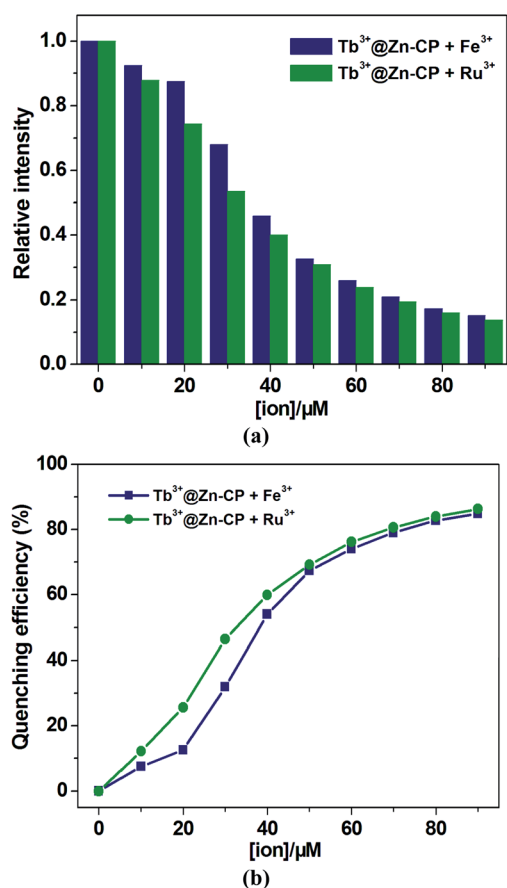 Relative intensity
1.0
0.8
0.6
0.4
0.2
0.0
Tb³⁺@Zn-CP + Fe³⁺
Tb³⁺@Zn-CP + Ru³⁺
0 20 40 60 80
[ion]/µM
(a)
Quenching efficiency (%)
100
80
60
40
20
0
Tb³⁺@Zn-CP + Fe³⁺
Tb³⁺@Zn-CP + Ru³⁺
0 20 40 60 80
[ion]/µM
(b)